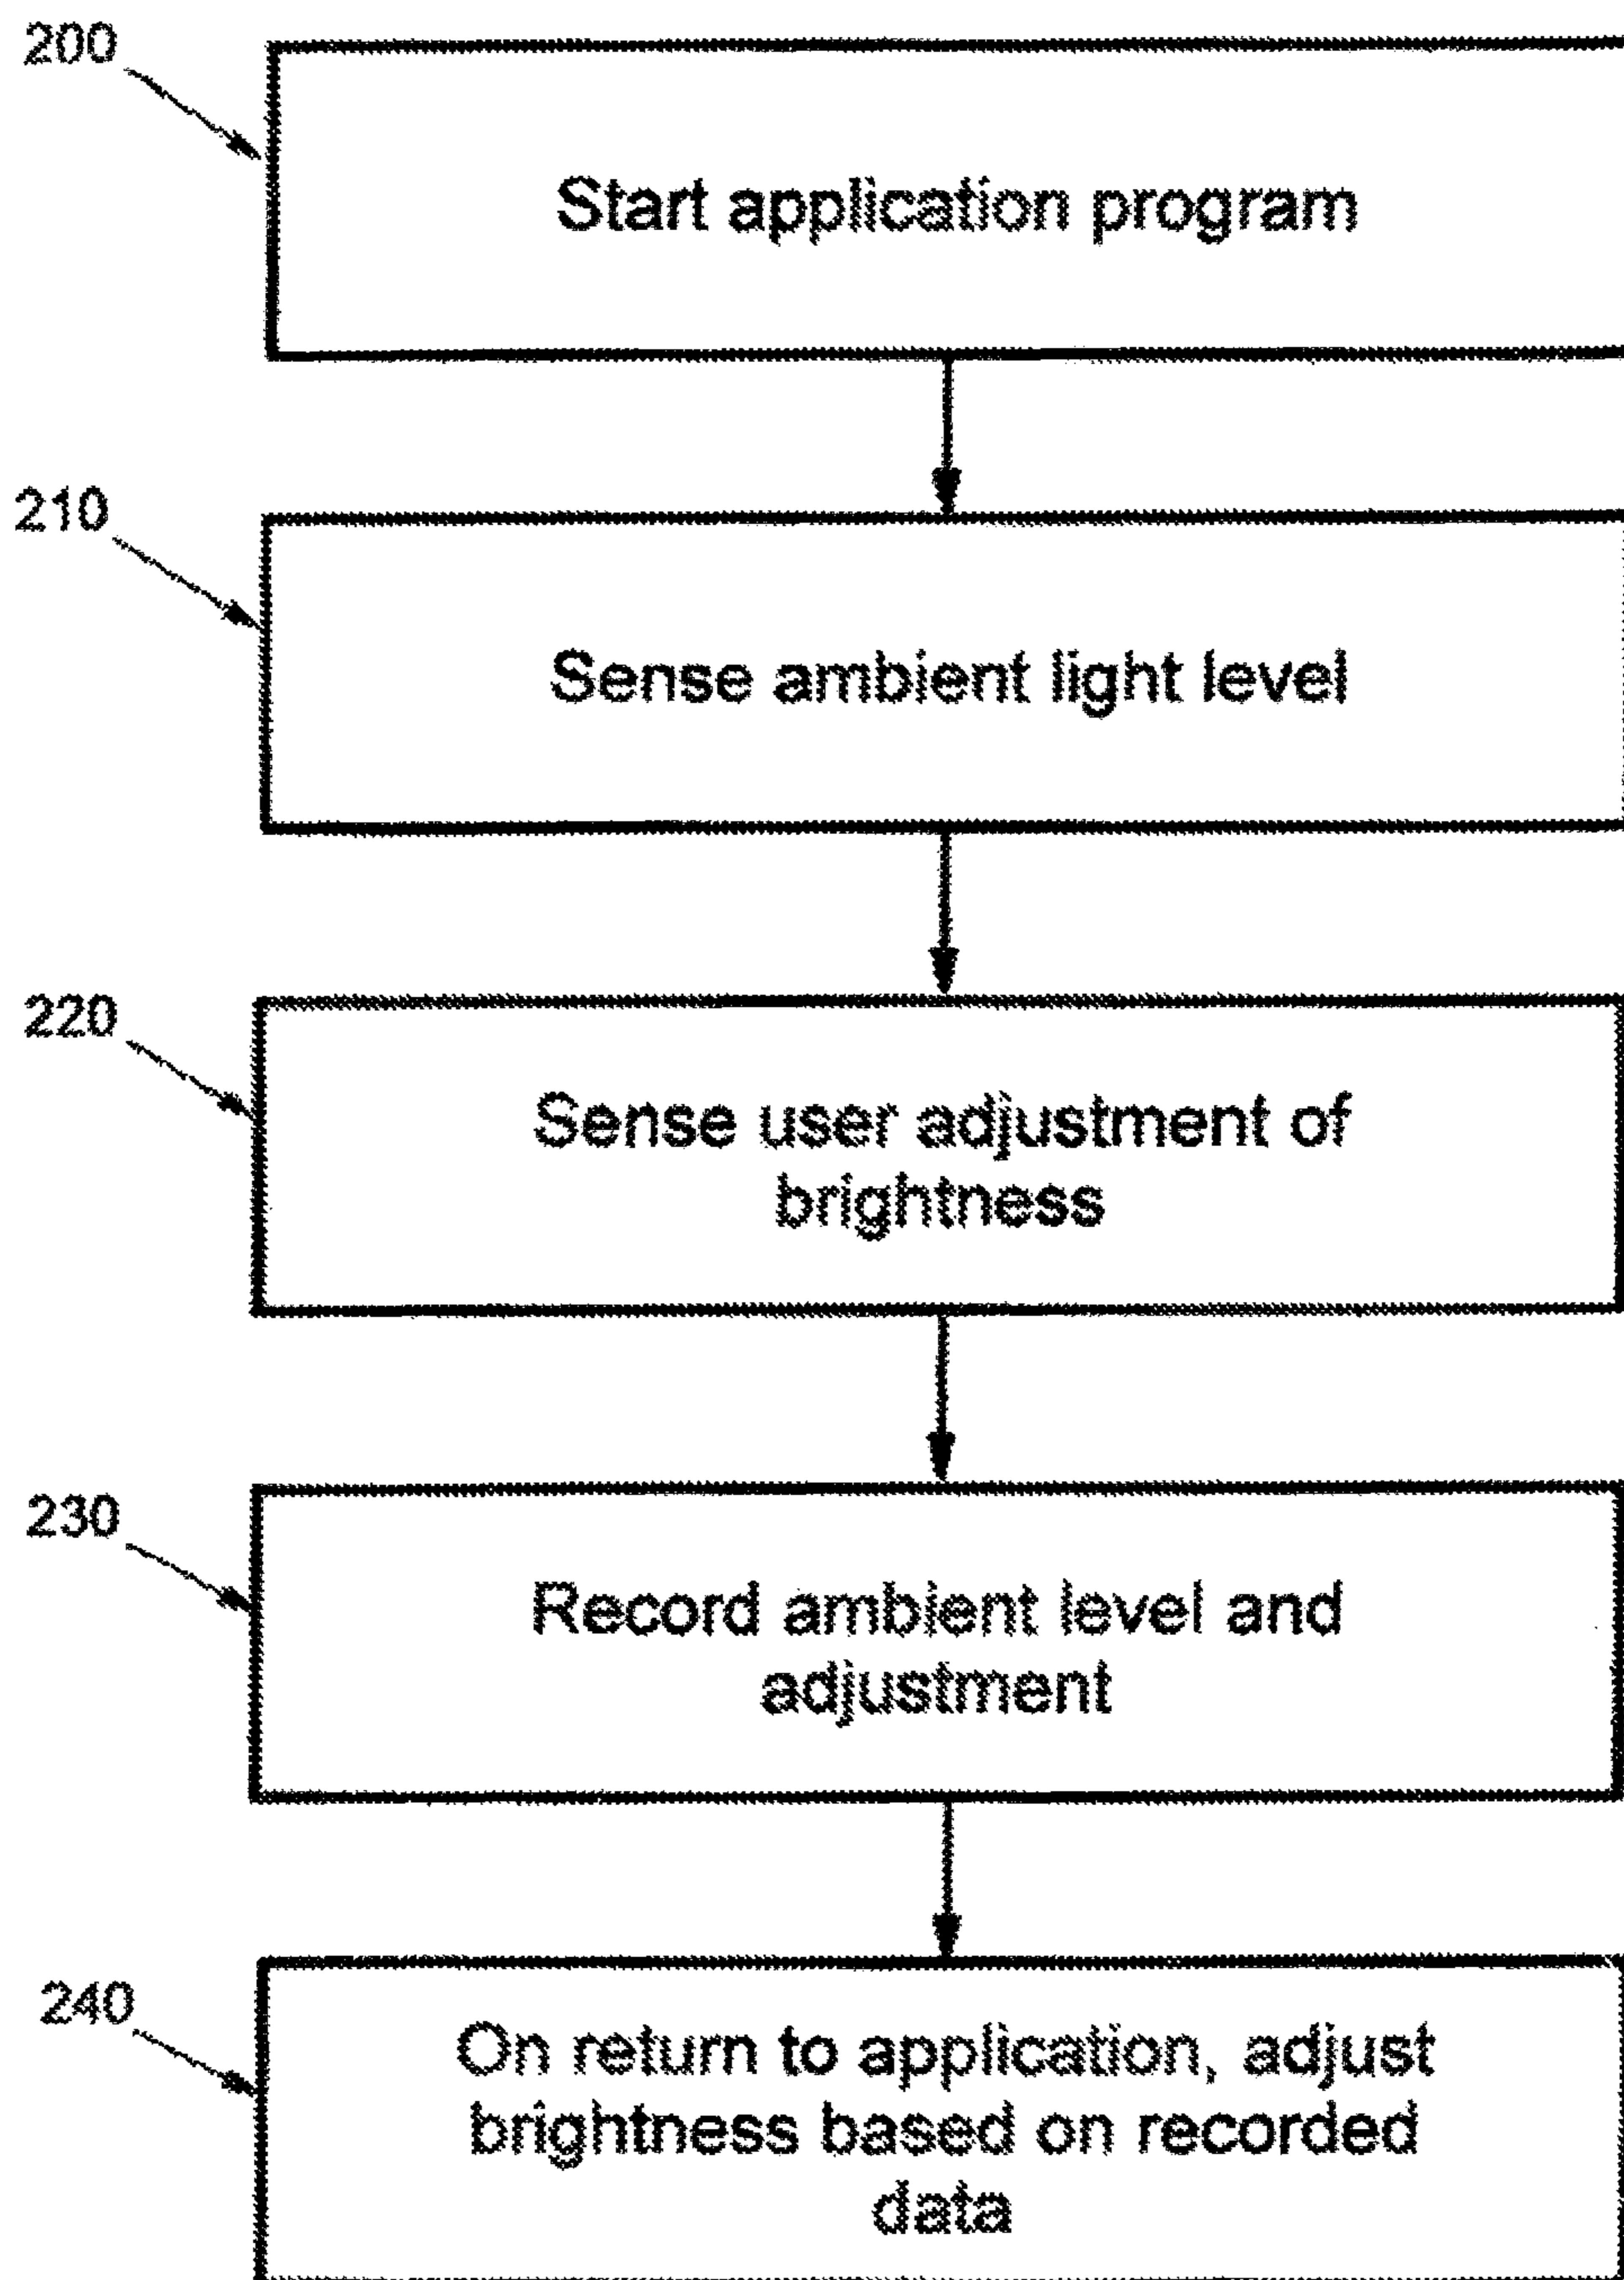 200
Start application program
210
Sense ambient light level
220
Sense user adjustment of
brightness
230
Record ambient level and
adjustment
240
On return to application, adjust
brightness based on recorded
data